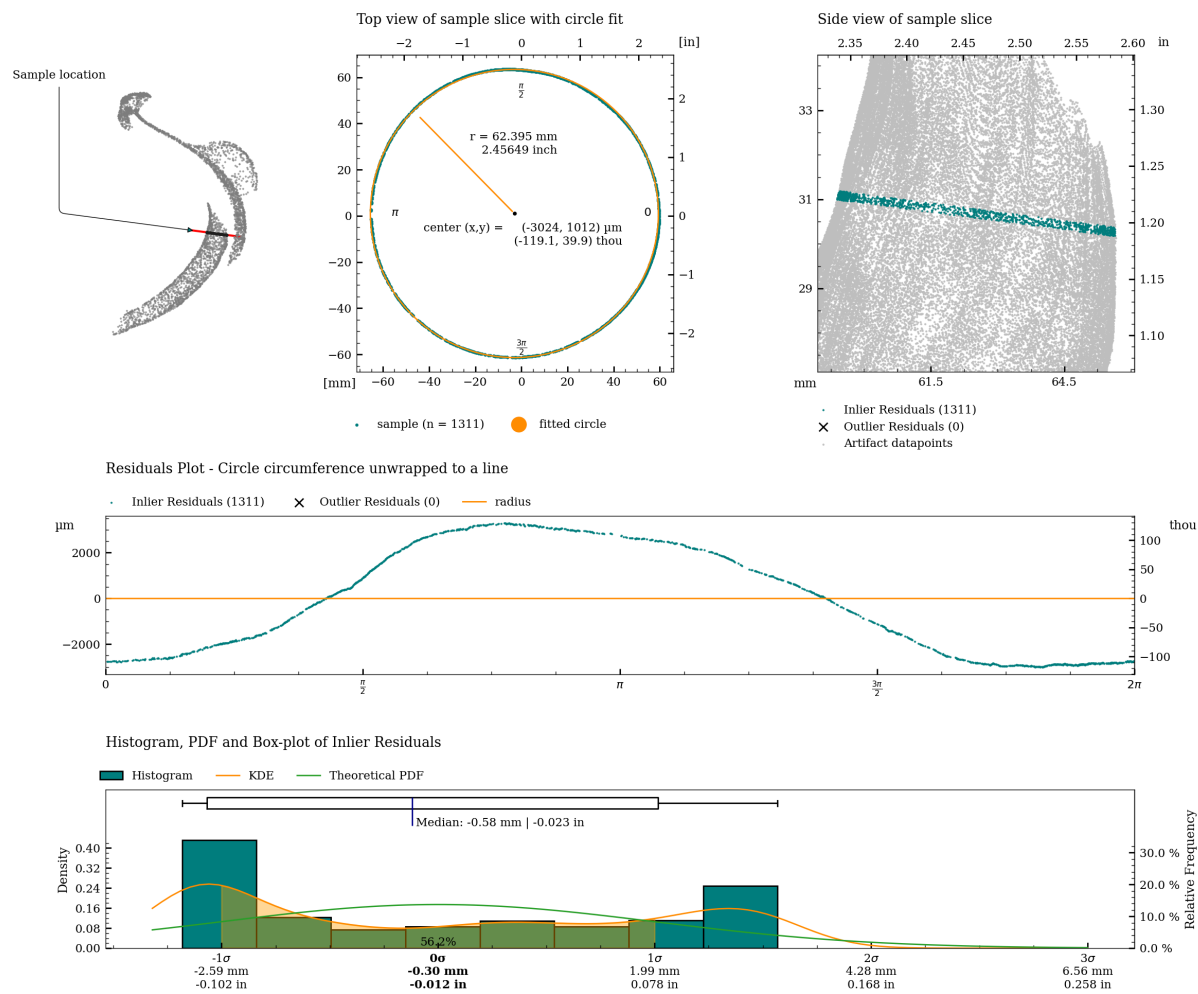 Top view of sample slice with circle fit
Side view of sample slice
−2 −1 0 1 2 [in]
2.35 2.40 2.45 2.50 2.55 2.60 in
Sample location
60
40
20
0
−20
−40
−60
π/2
r = 62.395 mm
2.45649 inch
π
0
center (x,y) = (-3024, 1012) µm
(-119.1, 39.9) thou
3π/2
2
1
0
−1
−2
[mm] −60 −40 −20 0 20 40 60
33
31
29
1.30
1.25
1.20
1.15
1.10
mm 61.5 64.5
sample (n = 1311) fitted circle
Inlier Residuals (1311)
Outlier Residuals (0)
Artifact datapoints
Residuals Plot - Circle circumference unwrapped to a line
Inlier Residuals (1311) Outlier Residuals (0) radius
µm
thou
2000
0
−2000
100
50
0
−50
−100
0 π/2 π 3π/2 2π
Histogram, PDF and Box-plot of Inlier Residuals
Histogram KDE Theoretical PDF
Median: -0.58 mm | -0.023 in
Density
0.40
0.32
0.24
0.16
0.08
0.00
56.2%
Relative Frequency
30.0 %
20.0 %
10.0 %
0.0 %
-1σ 0σ 1σ 2σ 3σ
-2.59 mm -0.30 mm 1.99 mm 4.28 mm 6.56 mm
-0.102 in -0.012 in 0.078 in 0.168 in 0.258 in